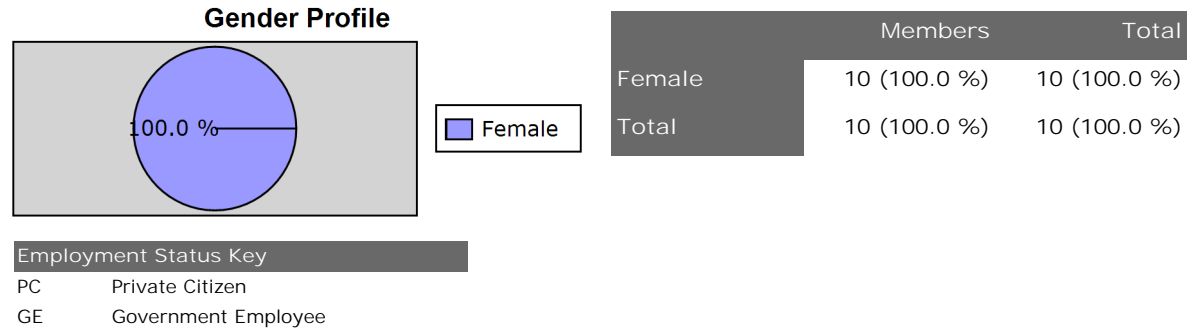 Gender Profile
100.0 %
Female
Members Total
Female 10 (100.0 %) 10 (100.0 %)
Total 10 (100.0 %) 10 (100.0 %)
Employment Status Key
PC Private Citizen
GE Government Employee